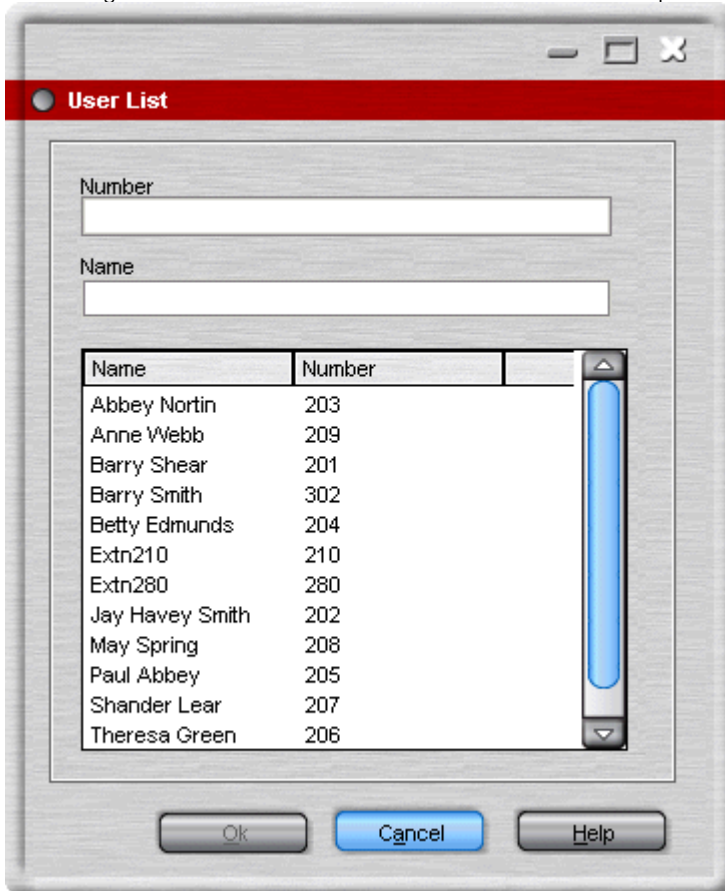 User List
Number
Name
Name Number
Abbey Nortin 203
Anne Webb 209
Barry Shear 201
Barry Smith 302
Betty Edmunds 204
Extn210 210
Extn280 280
Jay Havey Smith 202
May Spring 208
Paul Abbey 205
Shander Lear 207
Theresa Green 206
Ok Cancel Help